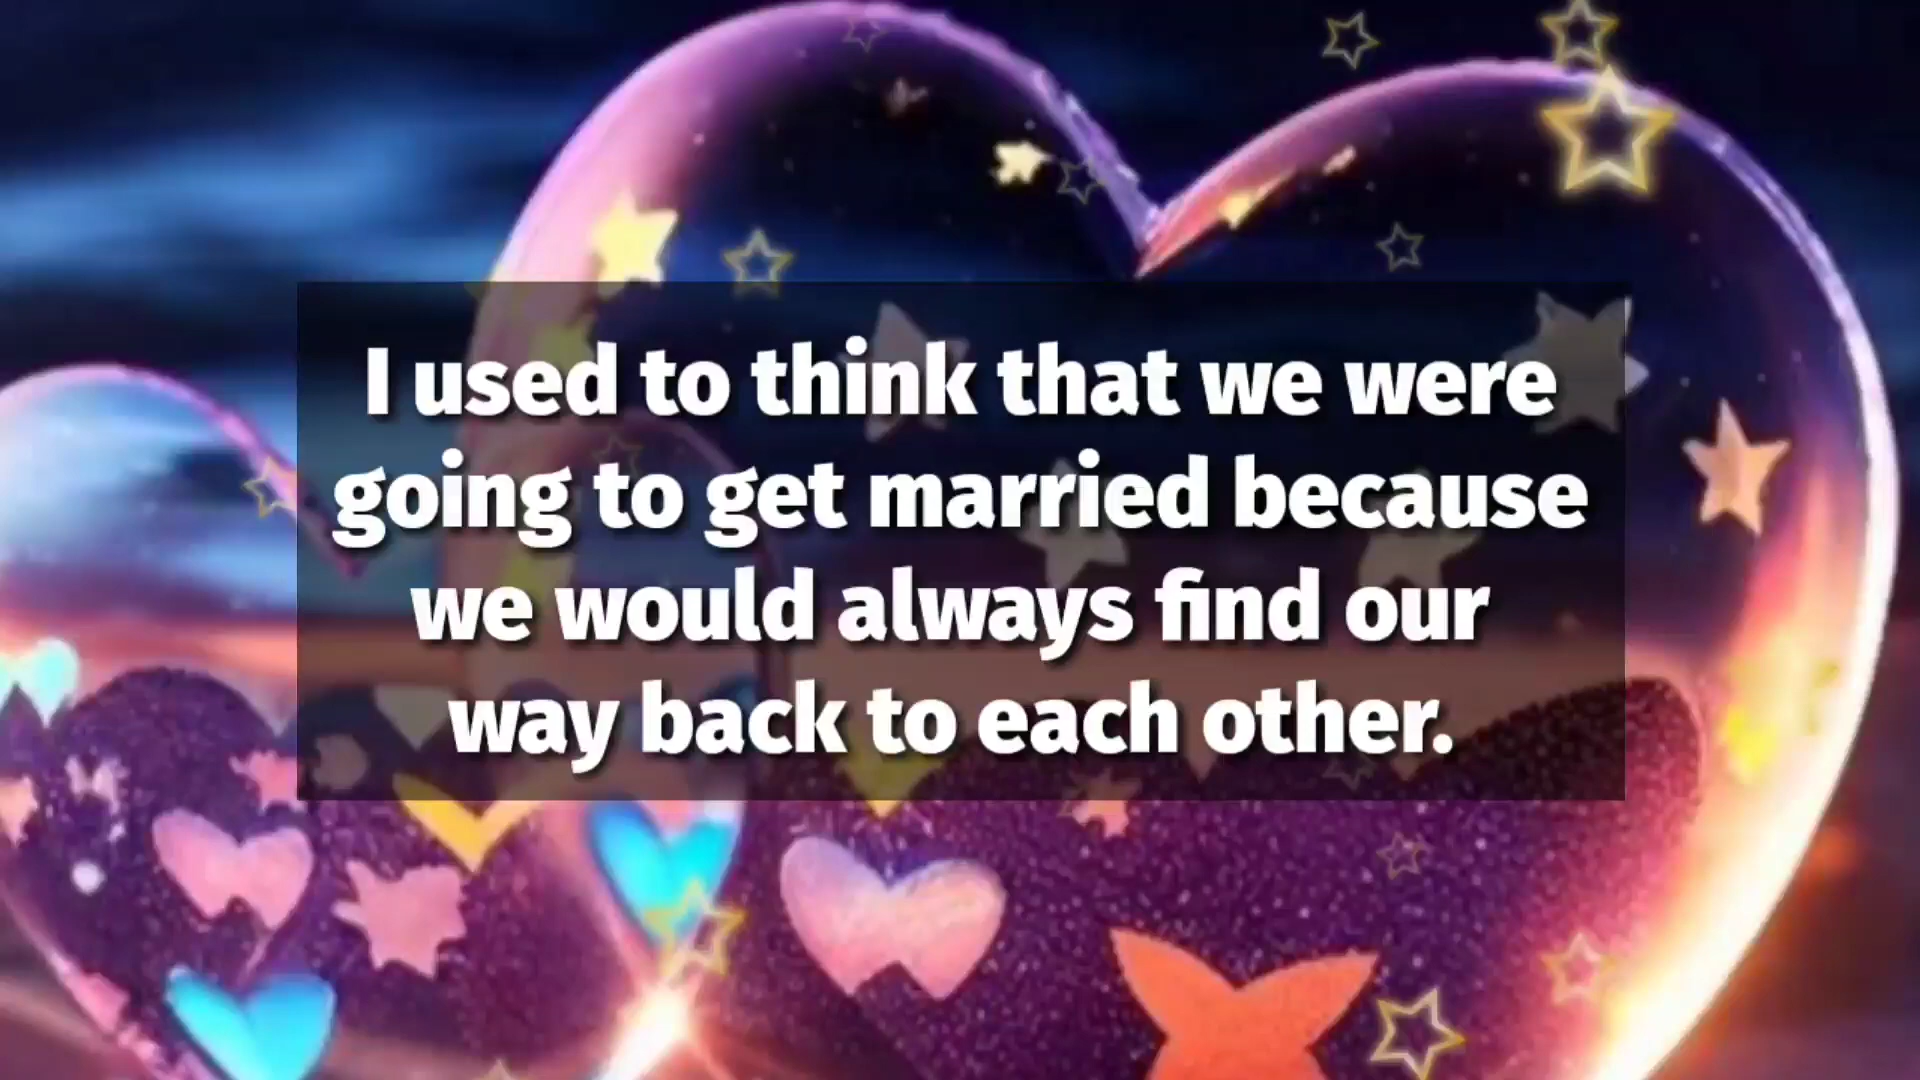 I used to think that we were
going to get married because
we would always find our
way back to each other.